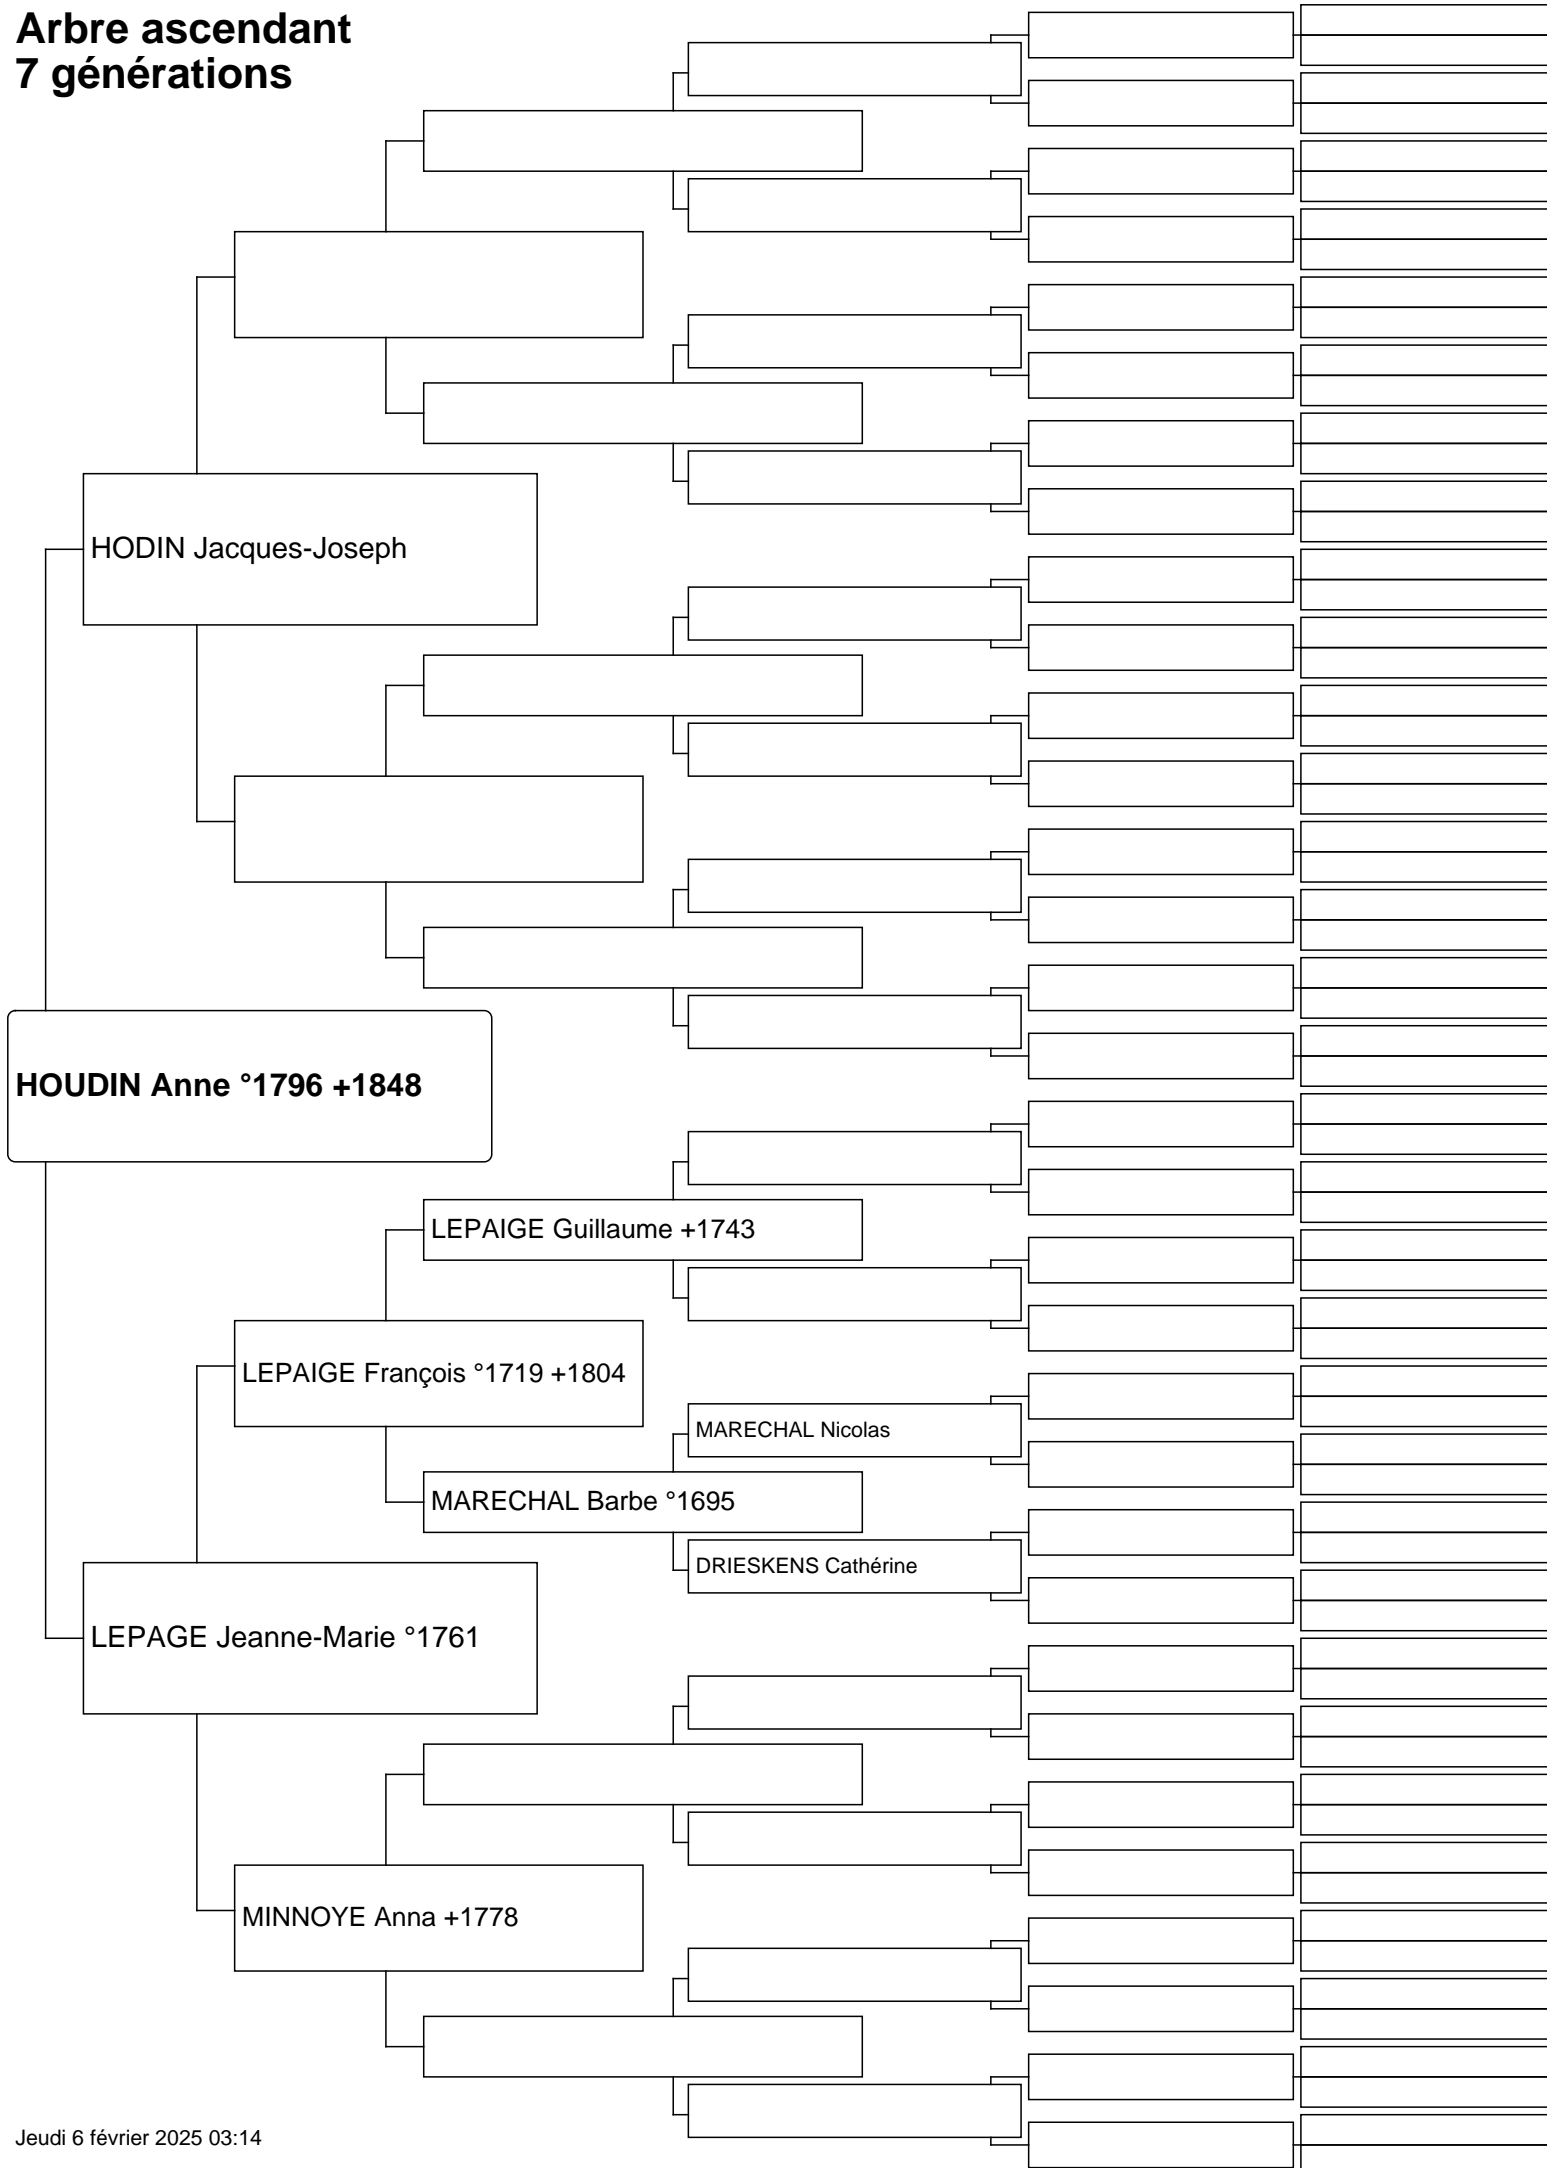 Arbre ascendant
7 générations
HODIN Jacques-Joseph
HOUDIN Anne °1796 +1848
LEPAIGE Guillaume +1743
LEPAIGE François °1719 +1804
MARECHAL Nicolas
MARECHAL Barbe °1695
DRIESKENS Cathérine
LEPAGE Jeanne-Marie °1761
MINNOYE Anna +1778
Jeudi 6 février 2025 03:14